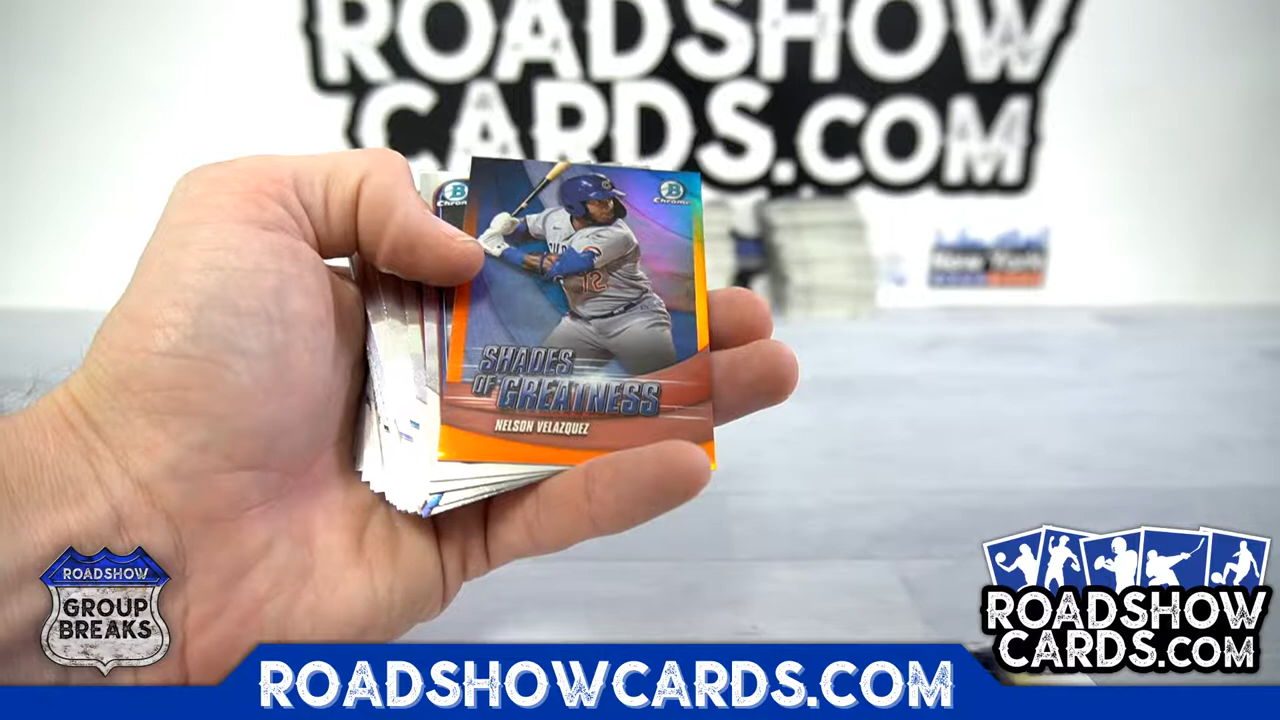 ROADSHOW
CARDS.COM
B
Chrome
SHADES
OF GREATNESS
NELSON VELAZQUEZ
12
New York
ROADSHOW
GROUP
BREAKS
ROADSHOW
CARDS.COM
ROADSHOWCARDS.COM